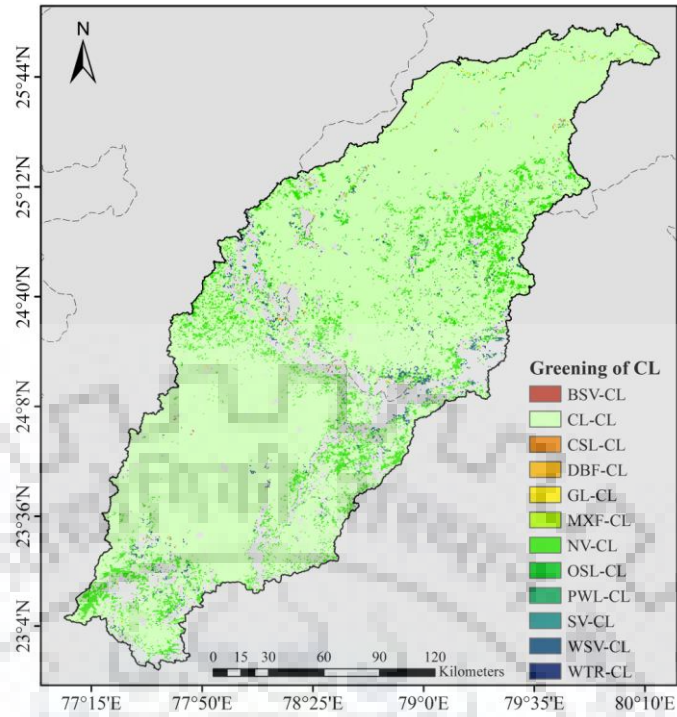 N
25°44'N
25°12'N
24°40'N
24°8'N
23°36'N
23°4'N
Greening of CL
BSV-CL
CL-CL
CSL-CL
DBF-CL
GL-CL
MXF-CL
NV-CL
OSL-CL
PWL-CL
SV-CL
WSV-CL
WTR-CL
0 15 30 60 90 120
Kilometers
77°15'E 77°50'E 78°25'E 79°0'E 79°35'E 80°10'E